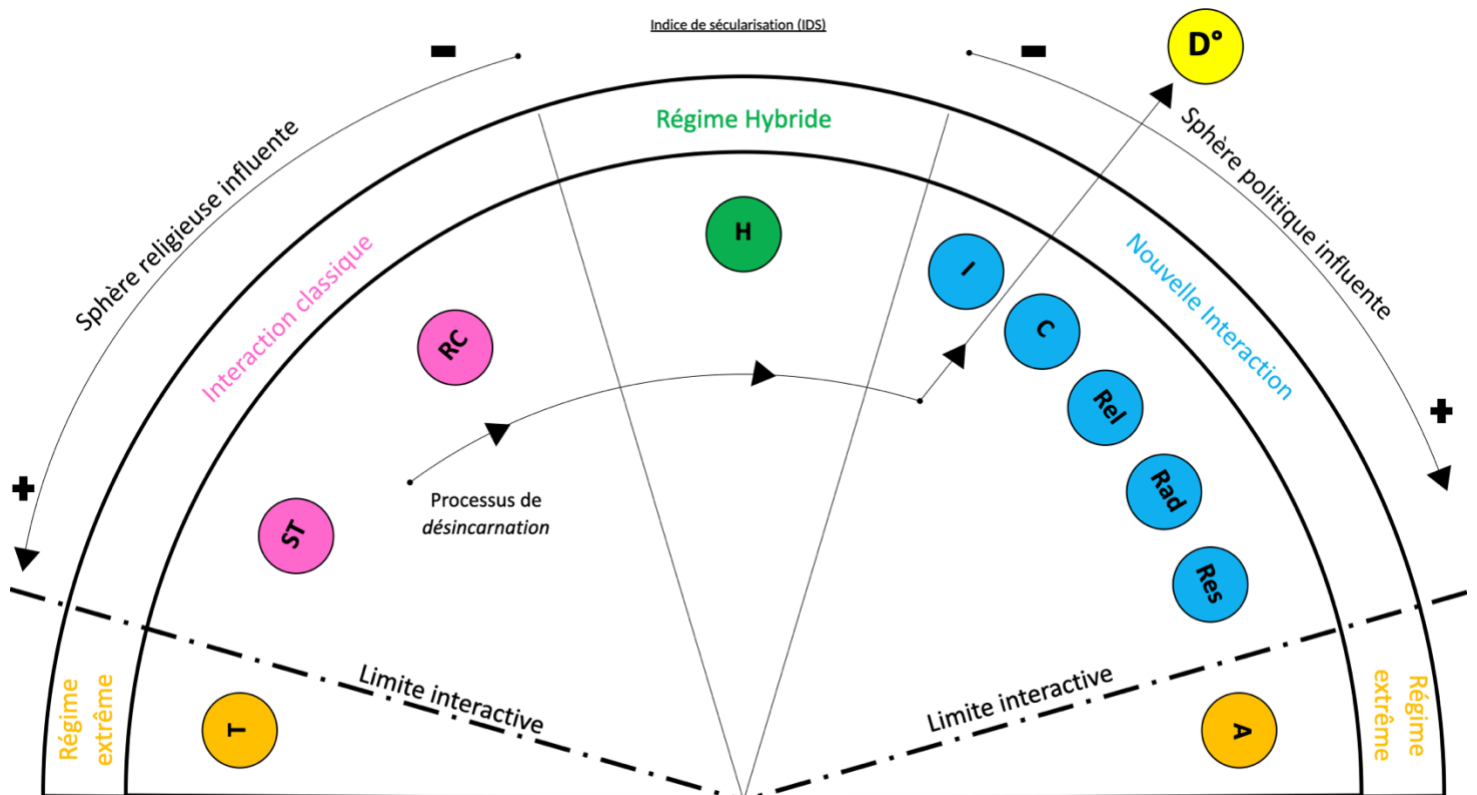 Indice de sécularisation (IDS)
D°
Sphère religieuse influente
Sphère politique influente
Régime Hybride
Interaction classique
Nouvelle Interaction
H
I
C
RC
Rel
Rad
ST
Res
Processus de
désincarnation
Limite interactive
Limite interactive
Régime
extrême
T
A
Régime
extrême